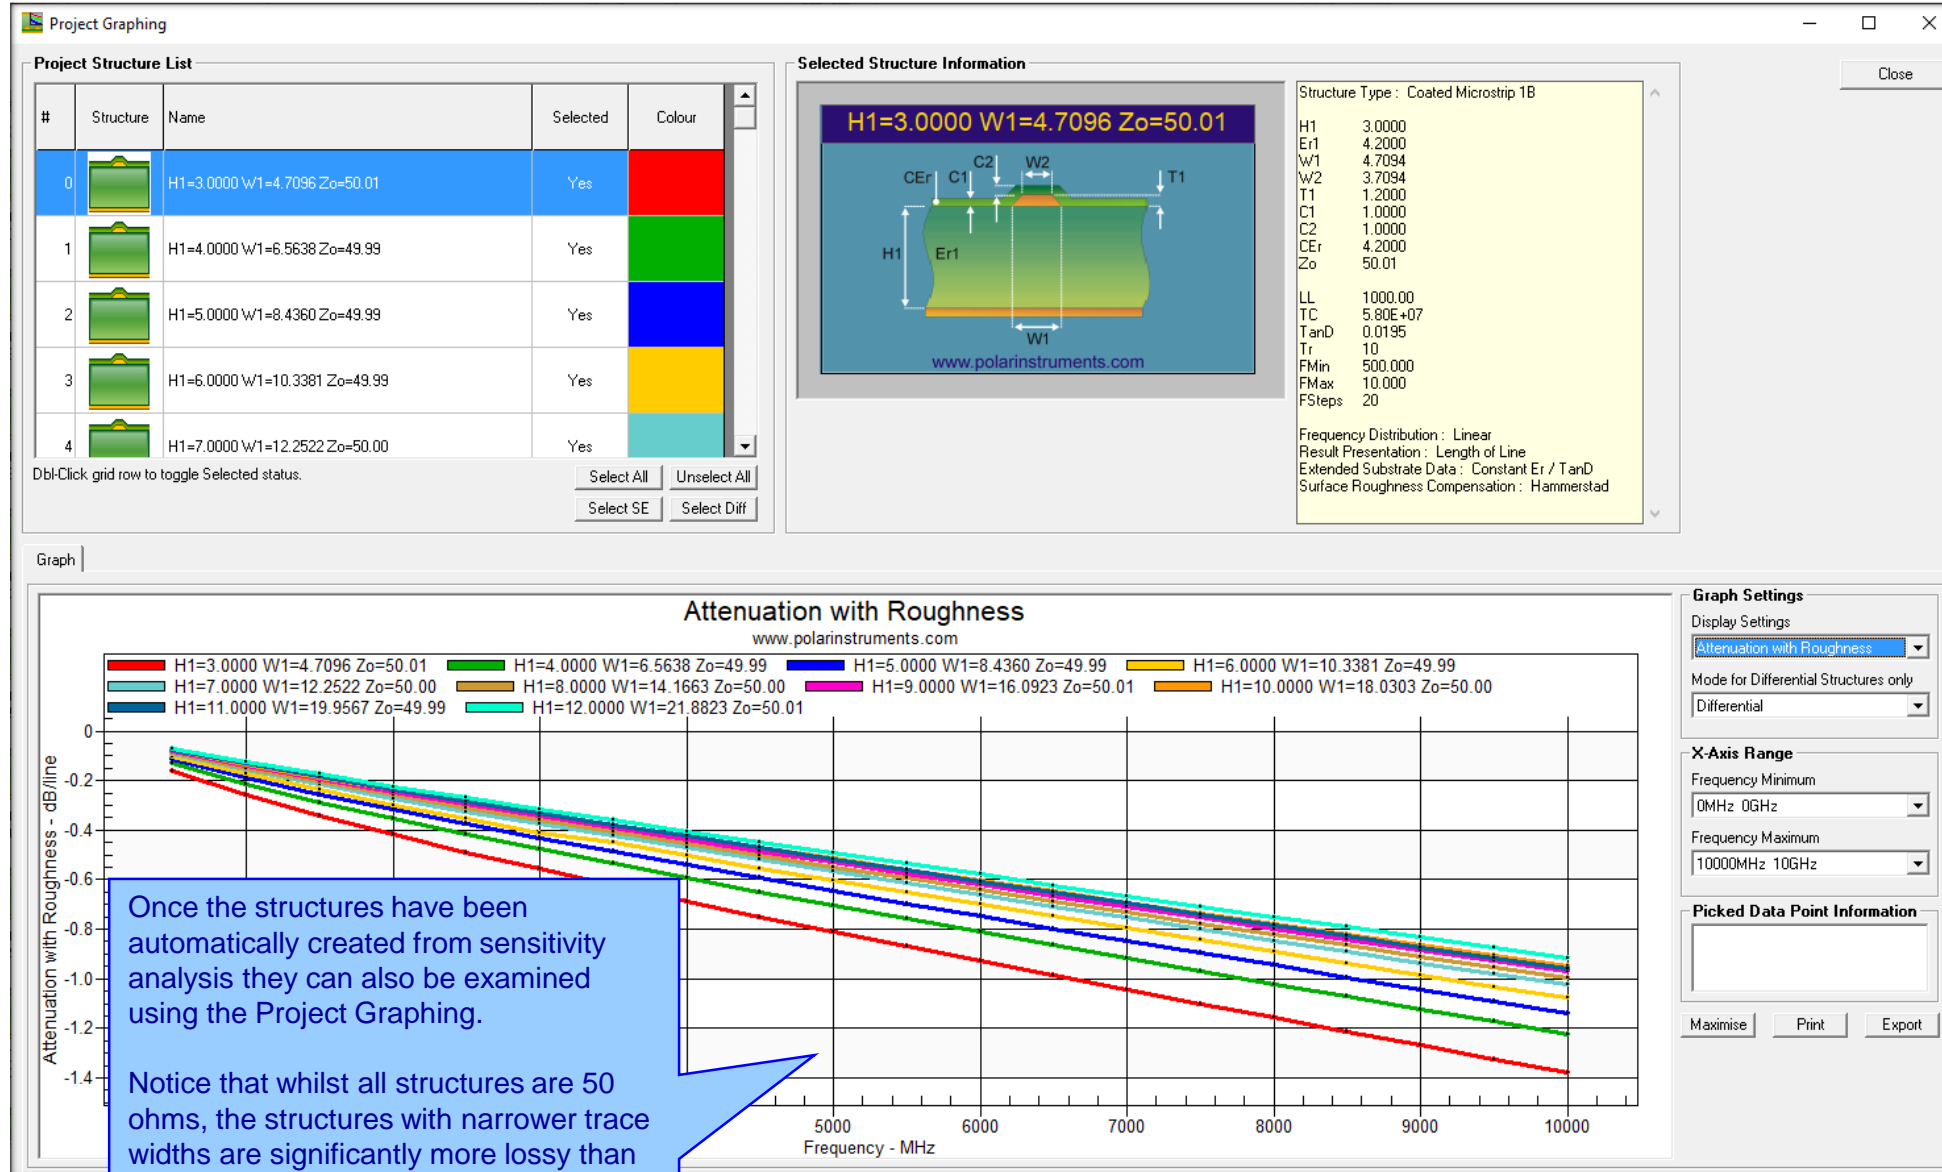 Project Graphing
Project Structure List
# Structure Name Selected Colour
0 H1=3.0000 W1=4.7096 Zo=50.01 Yes
1 H1=4.0000 W1=6.5638 Zo=49.99 Yes
2 H1=5.0000 W1=8.4360 Zo=49.99 Yes
3 H1=6.0000 W1=10.3381 Zo=49.99 Yes
4 H1=7.0000 W1=12.2522 Zo=50.00 Yes
Dbl-Click grid row to toggle Selected status.
Select All Unselect All
Select SE Select Diff
Selected Structure Information
H1=3.0000 W1=4.7096 Zo=50.01
C2 W2
CEr C1 T1
H1 Er1
W1
www.polarinstruments.com
Structure Type : Coated Microstrip 1B
H1 3.0000
Er1 4.2000
W1 4.7094
W2 3.7094
T1 1.2000
C1 1.0000
C2 1.0000
CEr 4.2000
Zo 50.01
LL 1000.00
TC 5.80E+07
TanD 0.0195
Tr 10
FMin 500.000
FMax 10.000
FSteps 20
Frequency Distribution : Linear
Result Presentation : Length of Line
Extended Substrate Data : Constant Er / TanD
Surface Roughness Compensation : Hammerstad
Close
Graph
Attenuation with Roughness
www.polarinstruments.com
H1=3.0000 W1=4.7096 Zo=50.01 H1=4.0000 W1=6.5638 Zo=49.99 H1=5.0000 W1=8.4360 Zo=49.99 H1=6.0000 W1=10.3381 Zo=49.99
H1=7.0000 W1=12.2522 Zo=50.00 H1=8.0000 W1=14.1663 Zo=50.00 H1=9.0000 W1=16.0923 Zo=50.01 H1=10.0000 W1=18.0303 Zo=50.00
H1=11.0000 W1=19.9567 Zo=49.99 H1=12.0000 W1=21.8823 Zo=50.01
Attenuation with Roughness - dB/line
0
-0.2
-0.4
-0.6
-0.8
-1.0
-1.2
-1.4
5000 6000 7000 8000 9000 10000
Frequency - MHz
Once the structures have been
automatically created from sensitivity
analysis they can also be examined
using the Project Graphing.
Notice that whilst all structures are 50
ohms, the structures with narrower trace
widths are significantly more lossy than
Graph Settings
Display Settings
Attenuation with Roughness
Mode for Differential Structures only
Differential
X-Axis Range
Frequency Minimum
0MHz 0GHz
Frequency Maximum
10000MHz 10GHz
Picked Data Point Information
Maximise Print Export